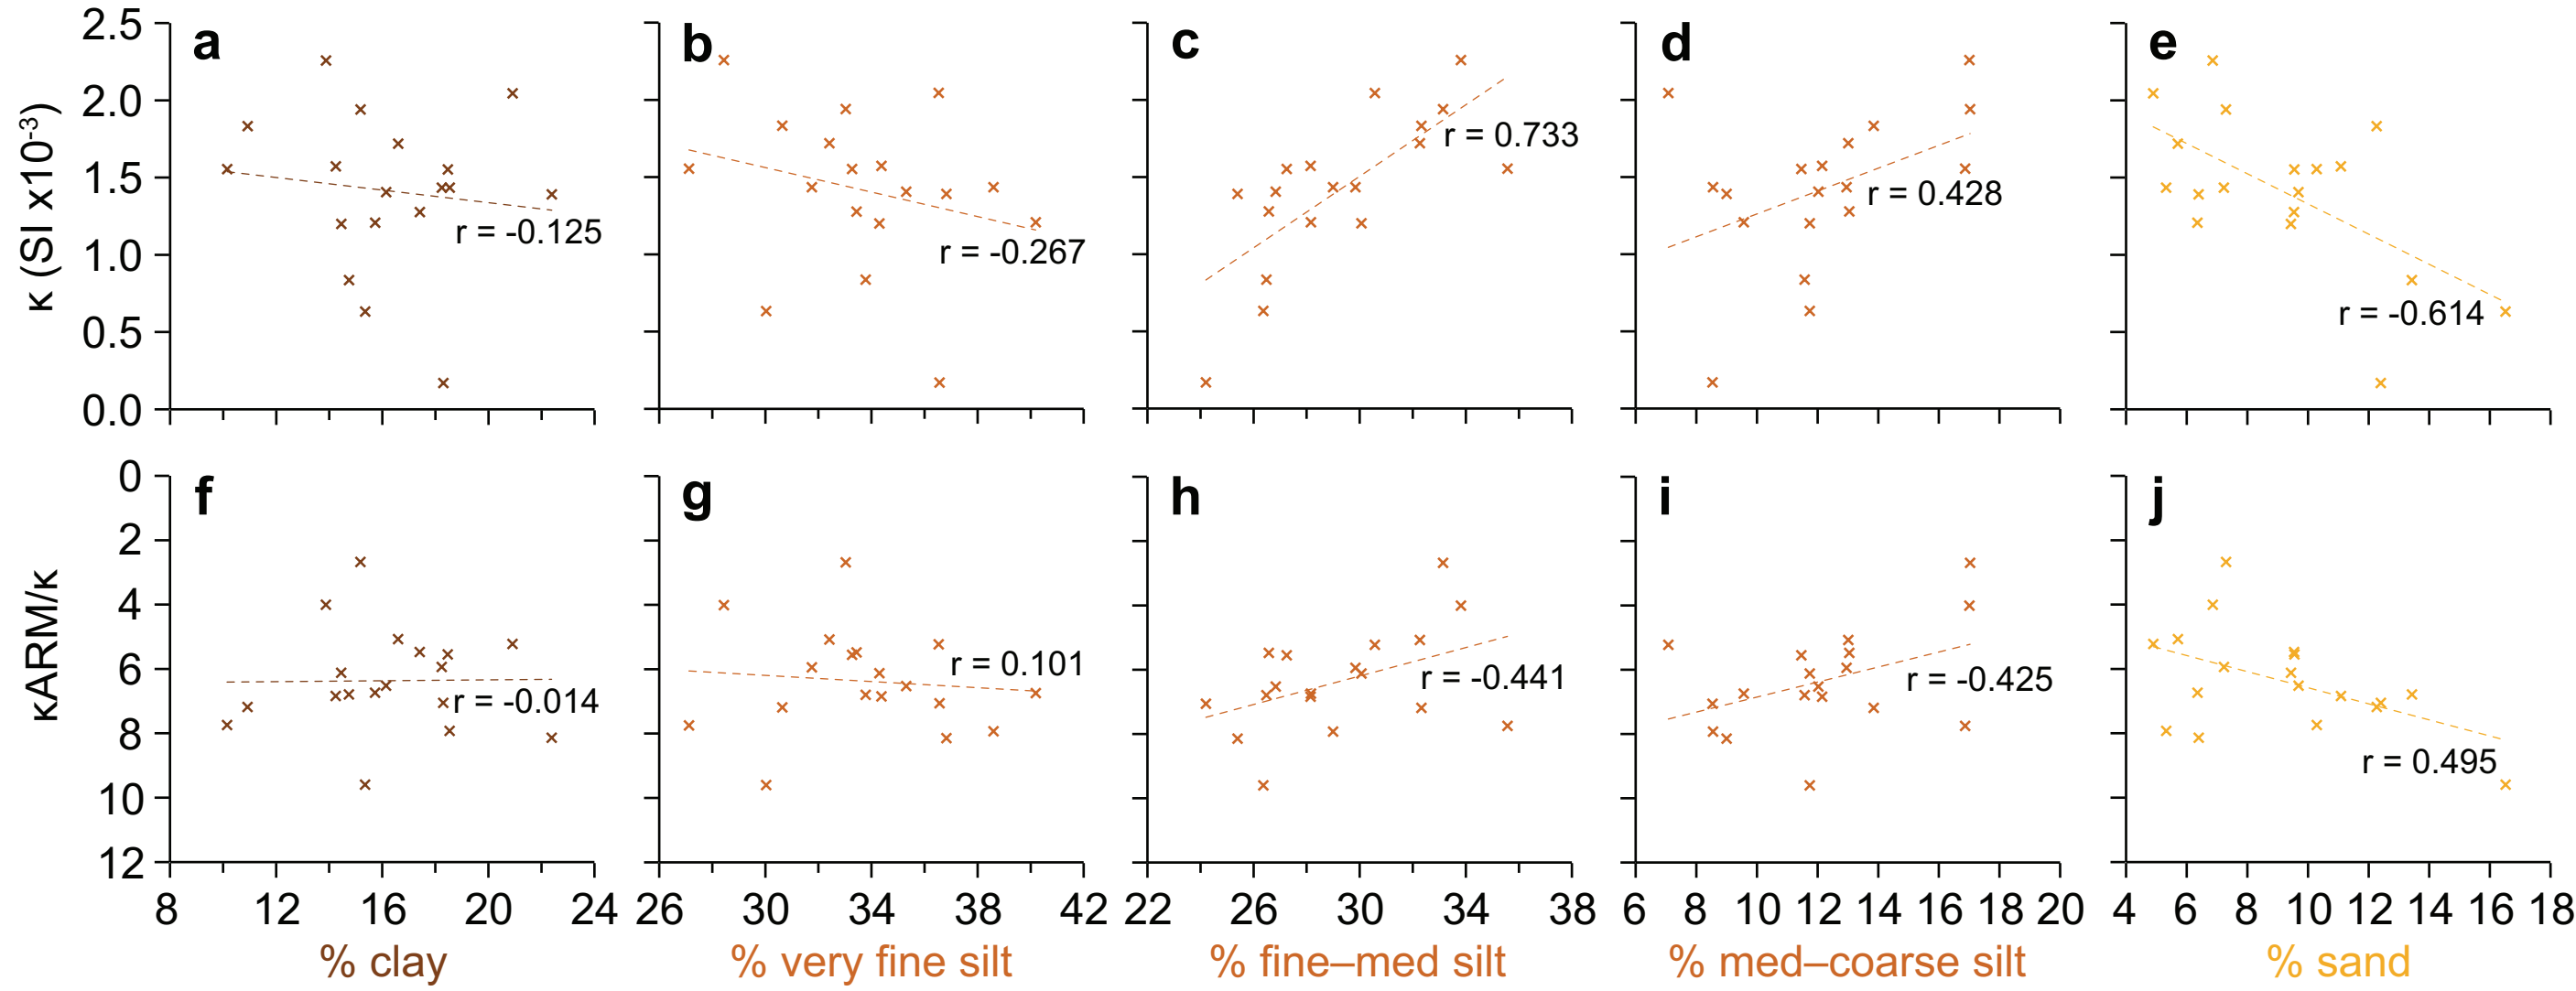 a b c d e
2.5
2.0
1.5
1.0
0.5
0.0
κ (SI x10-3)
r = -0.125
r = -0.267
r = 0.733
r = 0.428
r = -0.614
f g h i j
0
2
4
6
8
10
12
κARM/κ
r = -0.014
r = 0.101
r = -0.441
r = -0.425
r = 0.495
8 12 16 20 24 26 30 34 38 42 22 26 30 34 38 6 8 10 12 14 16 18 20 4 6 8 10 12 14 16 18
% clay % very fine silt % fine–med silt % med–coarse silt % sand